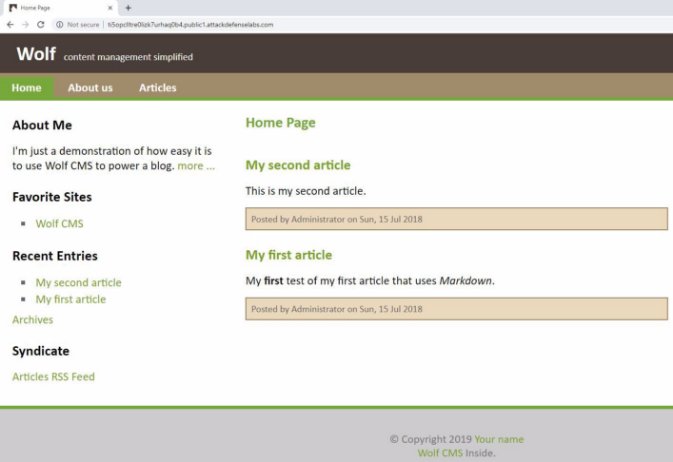 Home Page
Not secure
Wolf content management simplified
Home About us Articles
About Me
I'm just a demonstration of how easy it is
to use Wolf CMS to power a blog. more ...
Favorite Sites
Wolf CMS
Recent Entries
My second article
My first article
Archives
Syndicate
Articles RSS Feed
Home Page
My second article
This is my second article.
Posted by Administrator on Sun, 15 Jul 2018
My first article
My first test of my first article that uses Markdown.
Posted by Administrator on Sun, 15 Jul 2018
© Copyright 2019 Your name
Wolf CMS Inside.